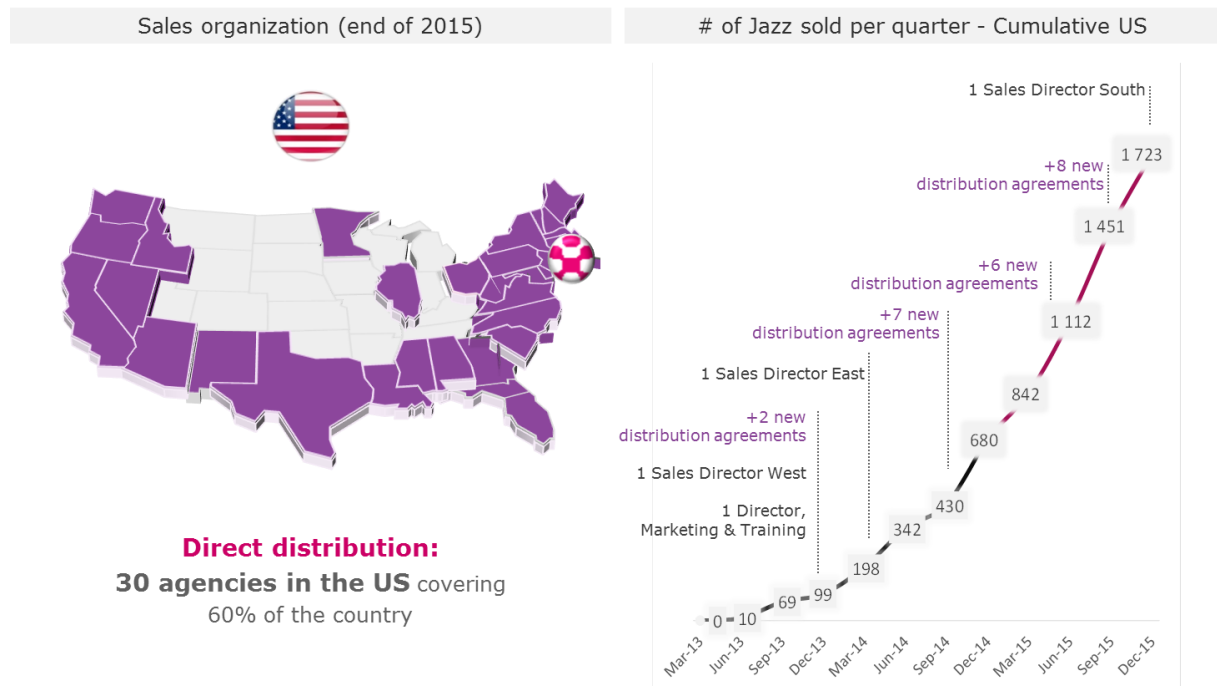 Sales organization (end of 2015)
# of Jazz sold per quarter - Cumulative US
Direct distribution:
30 agencies in the US covering
60% of the country
1 Sales Director South
1 723
+8 new
distribution agreements
1 451
+6 new
distribution agreements
+7 new
distribution agreements
1 112
1 Sales Director East
842
+2 new
distribution agreements
680
1 Sales Director West
430
1 Director,
Marketing & Training
342
198
99
69
10
0
Mar-13
Jun-13
Sep-13
Dec-13
Mar-14
Jun-14
Sep-14
Dec-14
Mar-15
Jun-15
Sep-15
Dec-15